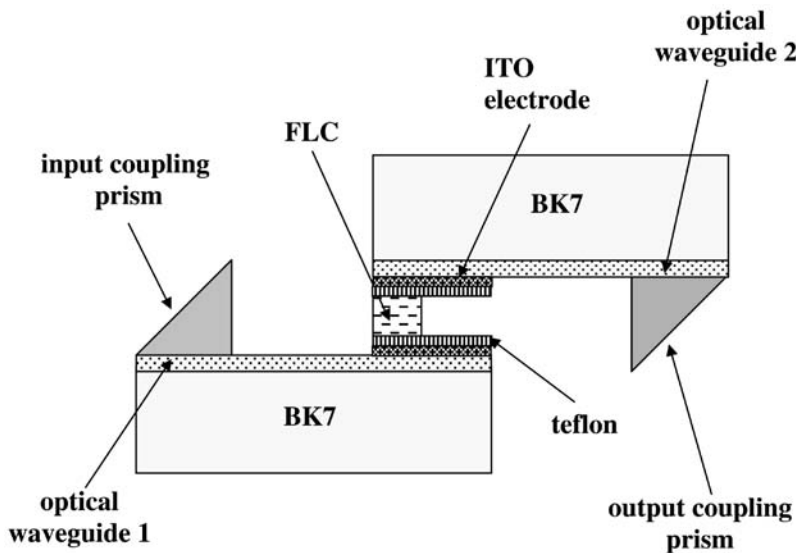 optical
waveguide 2
ITO
electrode
FLC
input coupling
prism
BK7
BK7
teflon
optical
waveguide 1
output coupling
prism